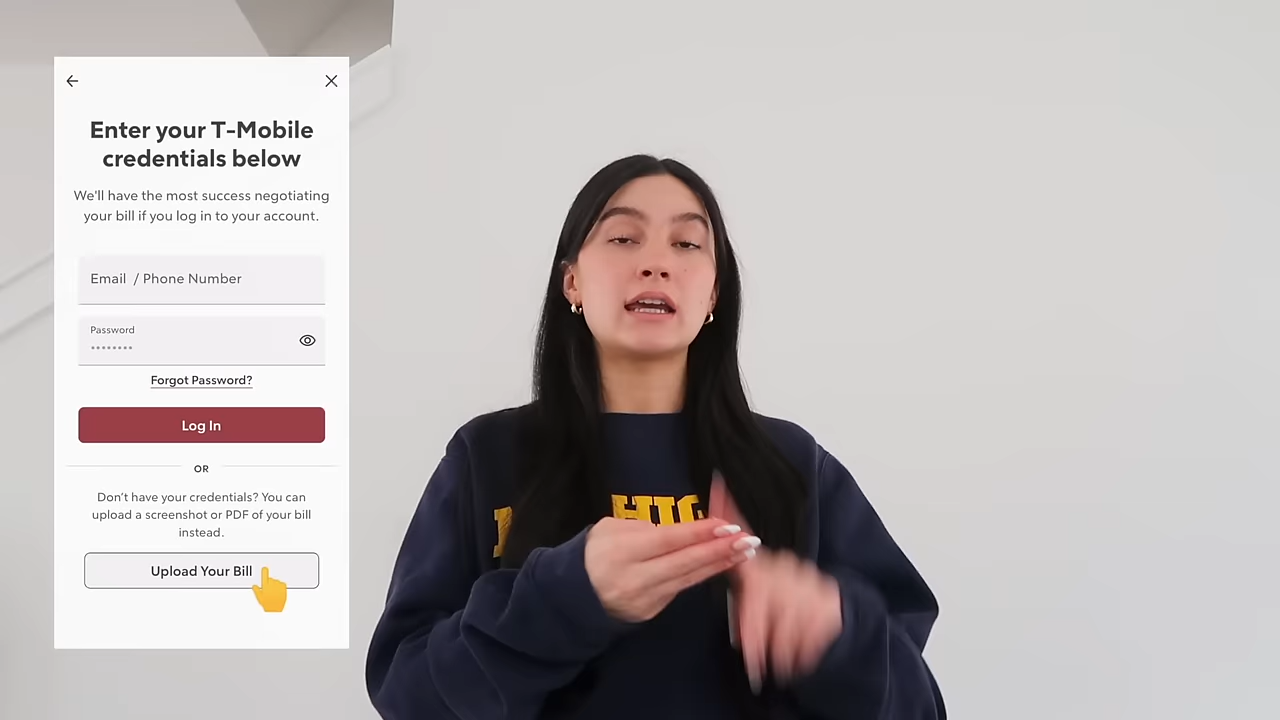 Enter your T-Mobile
credentials below
We'll have the most success negotiating
your bill if you log in to your account.
Email / Phone Number
Password
Forgot Password?
Log In
OR
Don't have your credentials? You can
upload a screenshot or PDF of your bill
instead.
Upload Your Bill